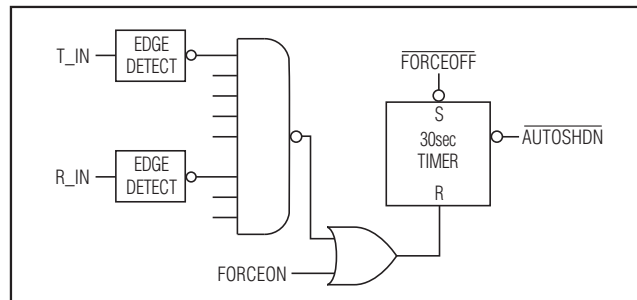 T_IN
EDGE
DETECT
R_IN
EDGE
DETECT
FORCEON
FORCEOFF
S
30sec
TIMER
R
AUTOSHDN